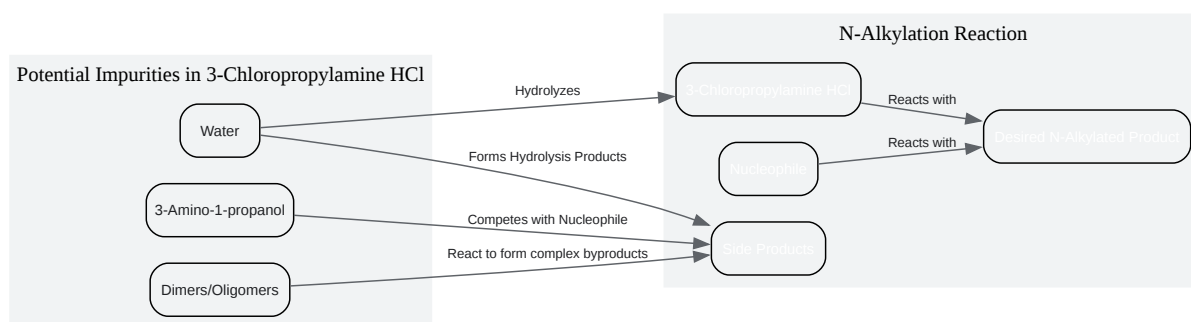 Potential Impurities in 3-Chloropropylamine HCl
Water
3-Amino-1-propanol
Dimers/Oligomers
Hydrolyzes
Forms Hydrolysis Products
Competes with Nucleophile
React to form complex byproducts
N-Alkylation Reaction
3-Chloropropylamine HCl
Nucleophile
Side Products
Reacts with
Reacts with
Desired N-Alkylated Product